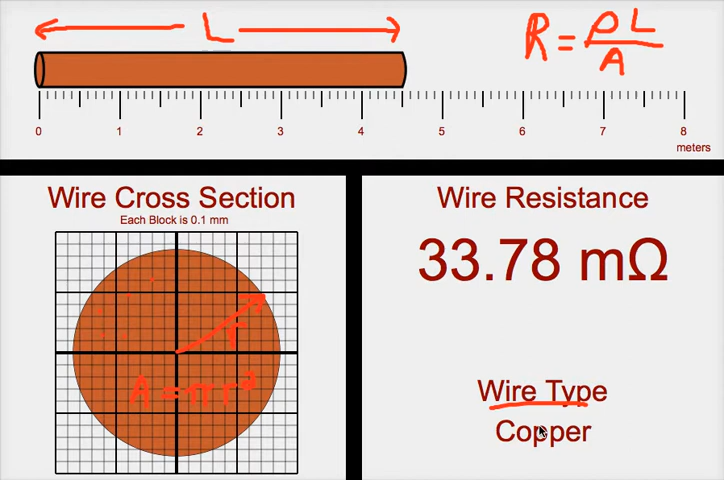 L
R = ρL/A
0 1 2 3 4 5 6 7 8
meters
Wire Cross Section
Each Block is 0.1 mm
r
A = πr²
Wire Resistance
33.78 mΩ
Wire Type
Copper